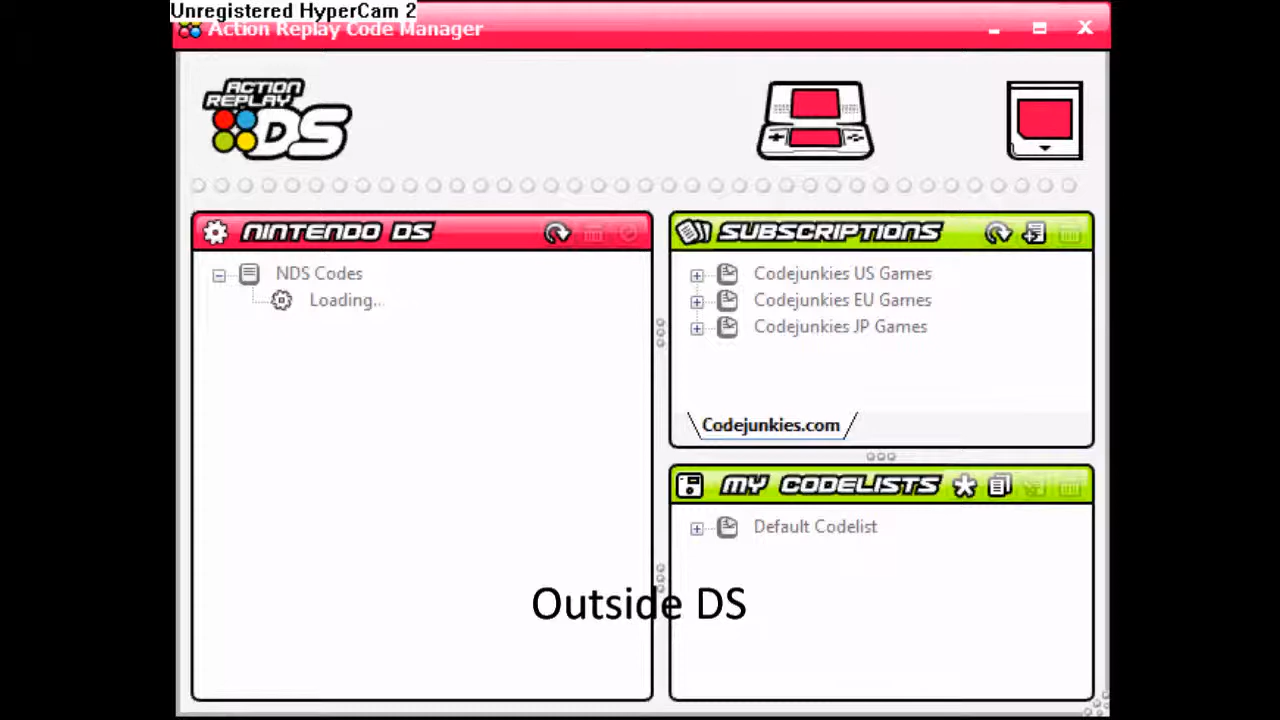 Unregistered HyperCam 2
Action Replay Code Manager
ACTION
REPLAY
DS
NINTENDO DS
NDS Codes
Loading...
SUBSCRIPTIONS
Codejunkies US Games
Codejunkies EU Games
Codejunkies JP Games
Codejunkies.com
MY CODELISTS
Default Codelist
Outside DS